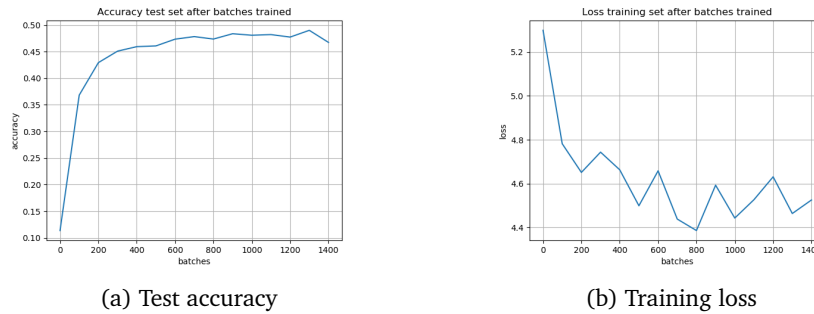 Accuracy test set after batches trained
0.50
0.45
0.40
0.35
0.30
0.25
0.20
0.15
0.10
accuracy
0 200 400 600 800 1000 1200 1400
batches
(a) Test accuracy
Loss training set after batches trained
5.2
5.0
4.8
4.6
4.4
loss
0 200 400 600 800 1000 1200
batches
(b) Training loss